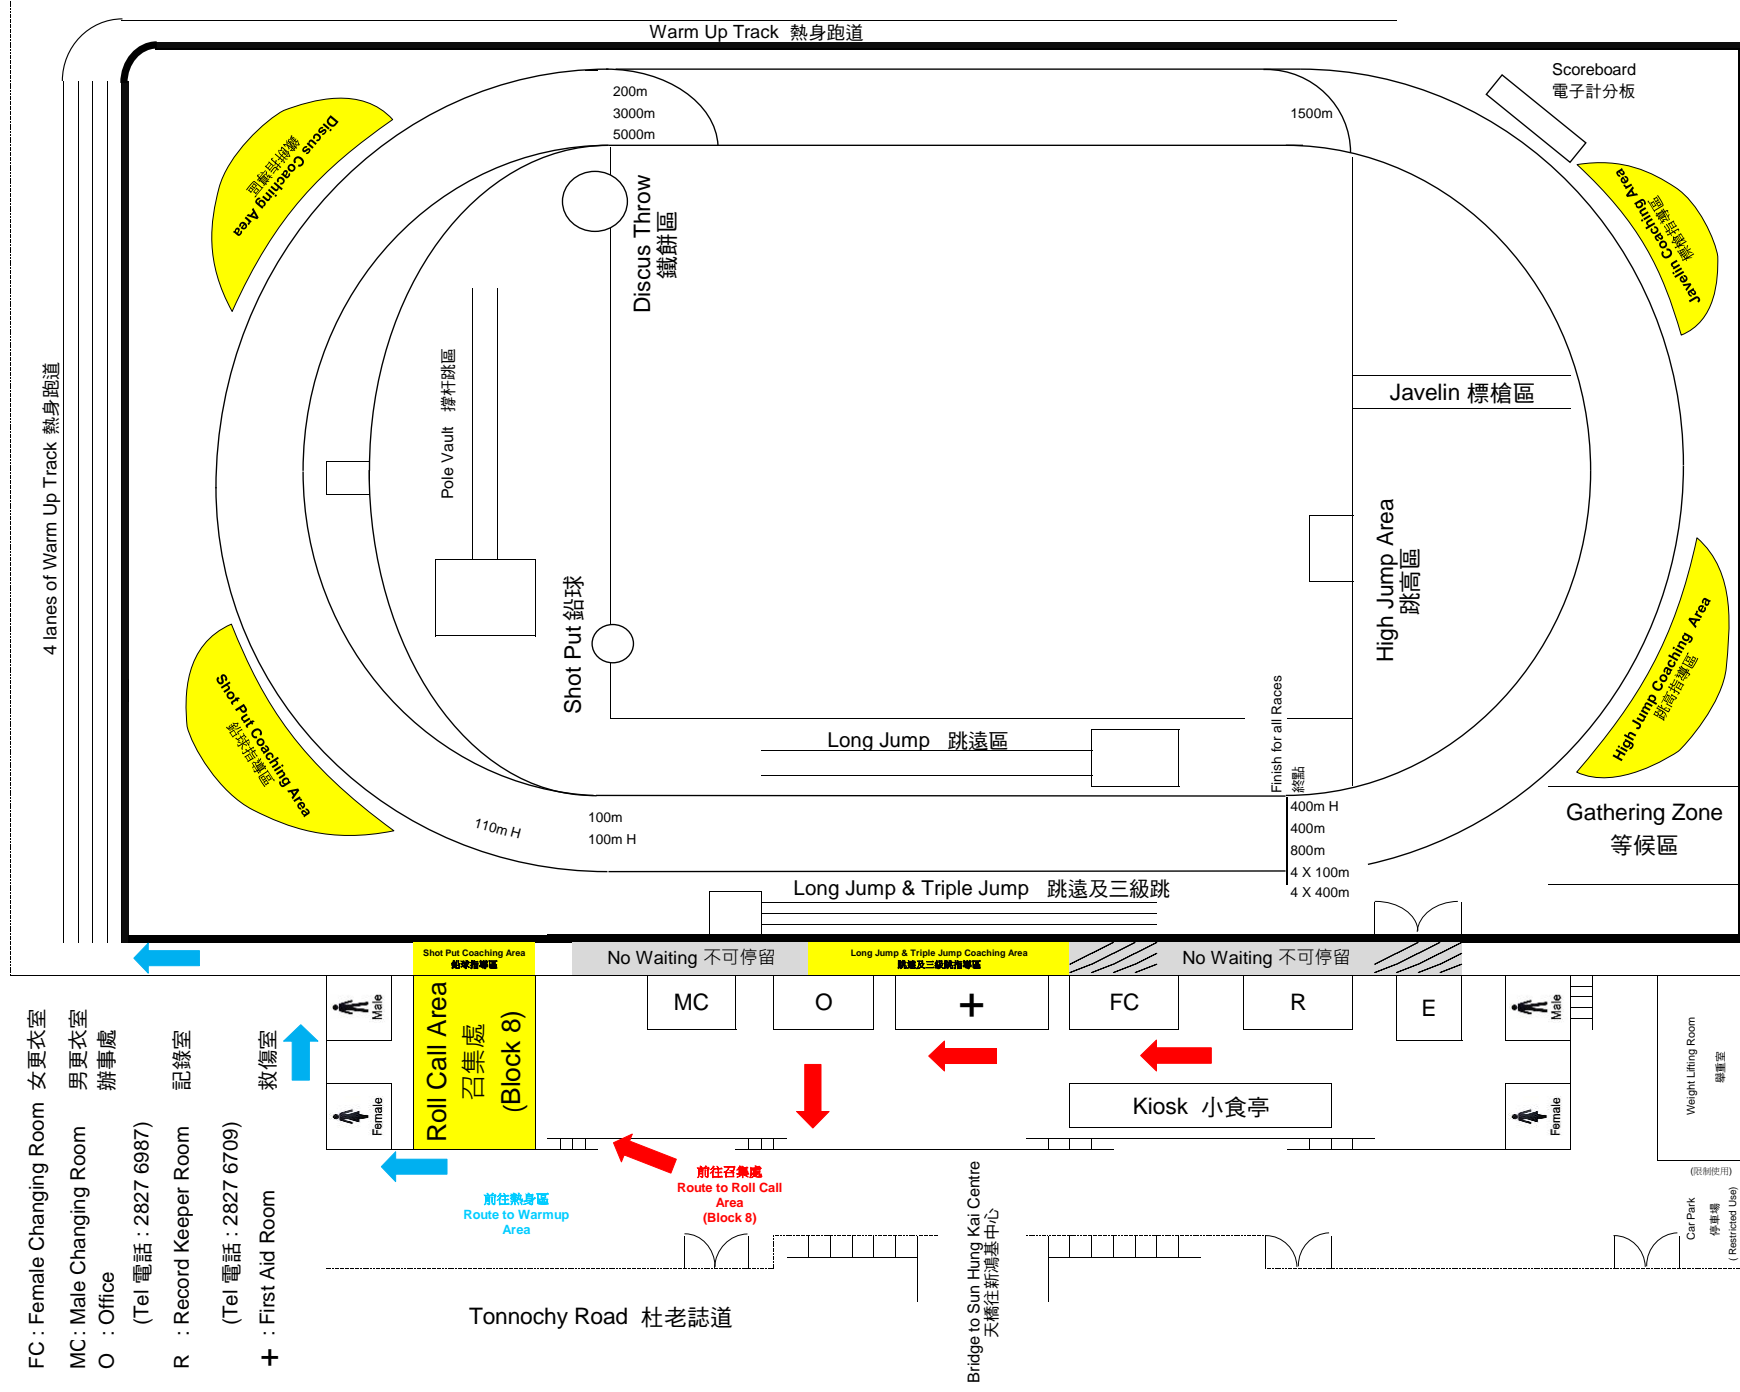 Warm Up Track 熱身跑道
Scoreboard
電子計分板
200m
3000m
5000m
1500m
Discus Coaching Area
鐵餅指導區
Javelin Coaching Area
標槍指導區
Discus Throw
鐵餅區
4 lanes of Warm Up Track 熱身跑道
Pole Vault 撐杆跳區
Javelin 標槍區
High Jump Area
跳高區
Shot Put 鉛球
Shot Put Coaching Area
鉛球指導區
High Jump Coaching Area
跳高指導區
Long Jump 跳遠區
Finish for all Races
終點
110m H
100m
100m H
400m H
400m
800m
4 X 100m
4 X 400m
Gathering Zone
等候區
Long Jump & Triple Jump 跳遠及三級跳
Shot Put Coaching Area
鉛球指導區
No Waiting 不可停留
Long Jump & Triple Jump Coaching Area
跳遠及三級跳指導區
No Waiting 不可停留
Male
Roll Call Area
召集處
(Block 8)
MC
O
+
FC
R
E
Male
Female
Kiosk 小食亭
Female
Weight Lifting Room
舉重室
(限制使用)
Car Park
停車場
( Restricted Use)
前往召集處
Route to Roll Call
Area
(Block 8)
前往熱身區
Route to Warmup
Area
Bridge to Sun Hung Kai Centre
天橋往新鴻基中心
Tonnochy Road 杜老誌道
FC : Female Changing Room 女更衣室
MC : Male Changing Room 男更衣室
O : Office 辦事處
(Tel 電話 : 2827 6987)
R : Record Keeper Room 記錄室
(Tel 電話 : 2827 6709)
+ : First Aid Room 救傷室